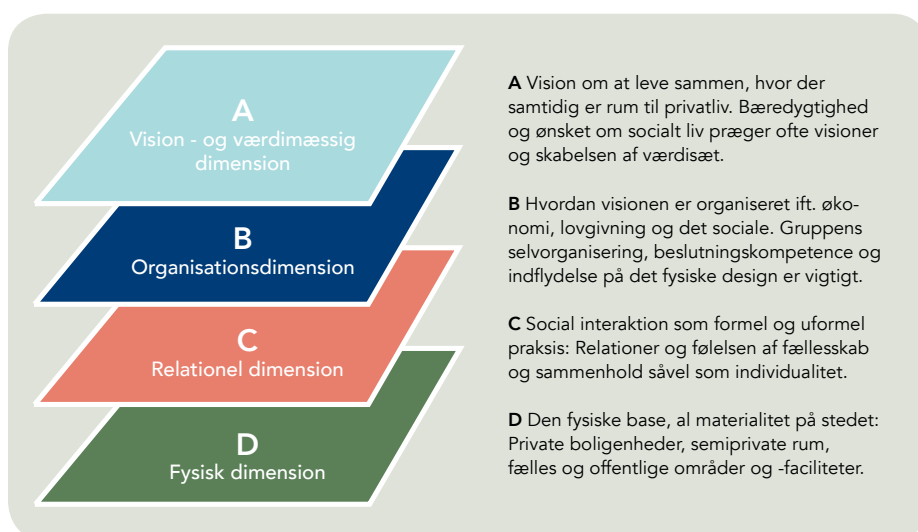 A
Vision - og værdimæssig
dimension
B
Organisationsdimension
C
Relationel dimension
D
Fysisk dimension
A Vision om at leve sammen, hvor der
samtidig er rum til privatliv. Bæredygtighed
og ønsket om socialt liv præger ofte visioner
og skabelsen af værdisæt.
B Hvordan visionen er organiseret ift. øko-
nomi, lovgivning og det sociale. Gruppens
selvorganisering, beslutningskompetence og
indflydelse på det fysiske design er vigtigt.
C Social interaktion som formel og uformel
praksis: Relationer og følelsen af fællesskab
og sammenhold såvel som individualitet.
D Den fysiske base, al materialitet på stedet:
Private boligenheder, semiprivate rum,
fælles og offentlige områder og -faciliteter.